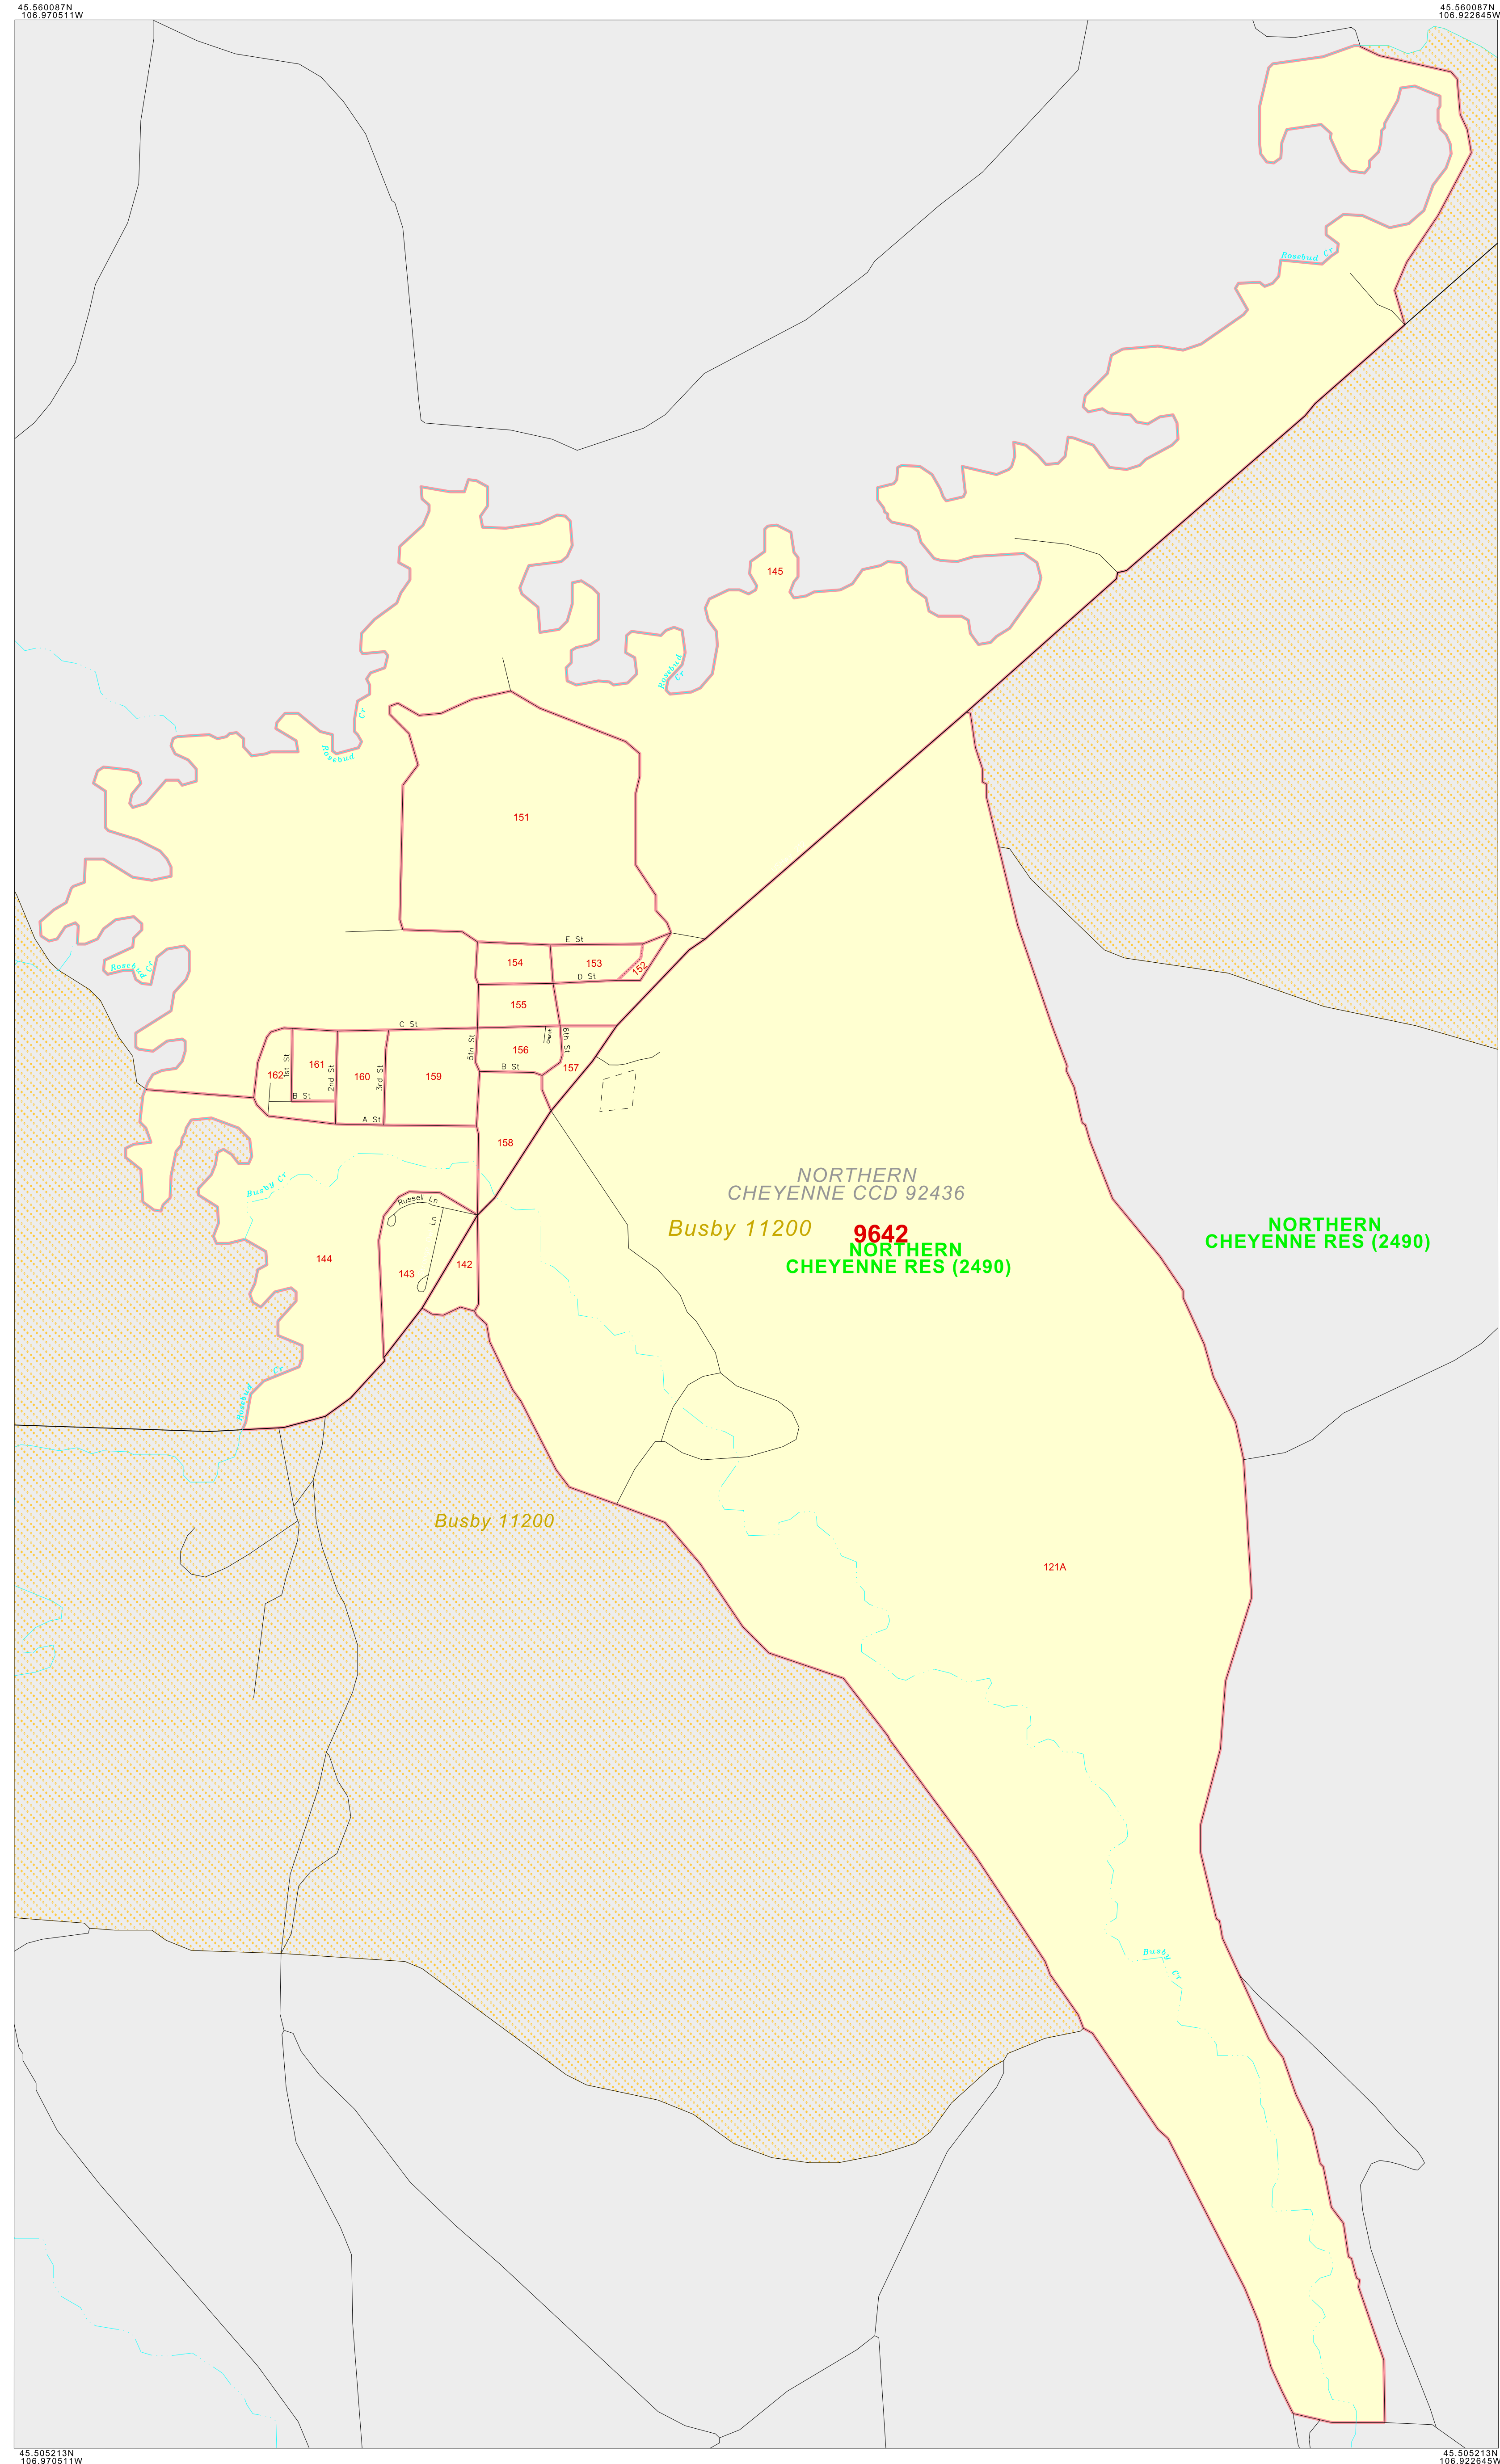 45.560087N
106.970511W
45.560087N
106.922645W
Rosebud Cr
145
Rosebud
Cr
Cr
Rosebud
151
E St
154
153
152
D St
Rosebud Cr
155
C St
5th St
6th St
156
161
1st St
2nd St
3rd St
162
160
159
B St
157
B St
A St
158
NORTHERN
CHEYENNE CCD 92436
Busby Cr
Russell Ln
Ln
Busby 11200
9642
NORTHERN
CHEYENNE RES (2490)
NORTHERN
CHEYENNE RES (2490)
144
143
142
Cr
Rosebud
Busby 11200
121A
Busby
Cr
45.505213N
106.970511W
45.505213N
106.922645W